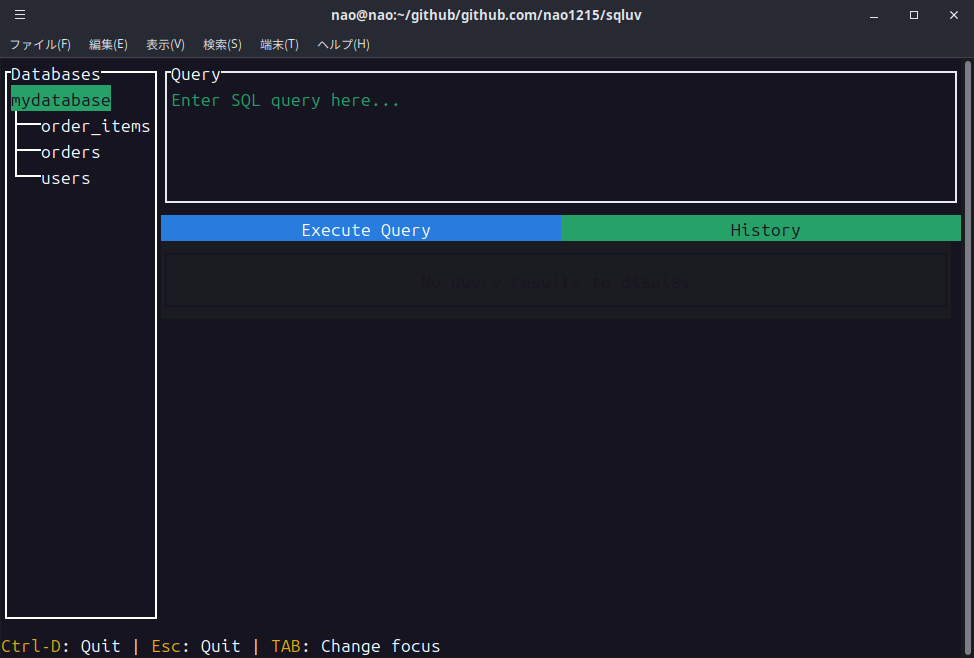 nao@nao:~/github/github.com/nao1215/sqluv
ファイル(F) 編集(E) 表示(V) 検索(S) 端末(T) ヘルプ(H)
Databases
mydatabase
order_items
orders
users
Query
Enter SQL query here...
Execute Query
History
No query results to display
Ctrl-D: Quit | Esc: Quit | TAB: Change focus